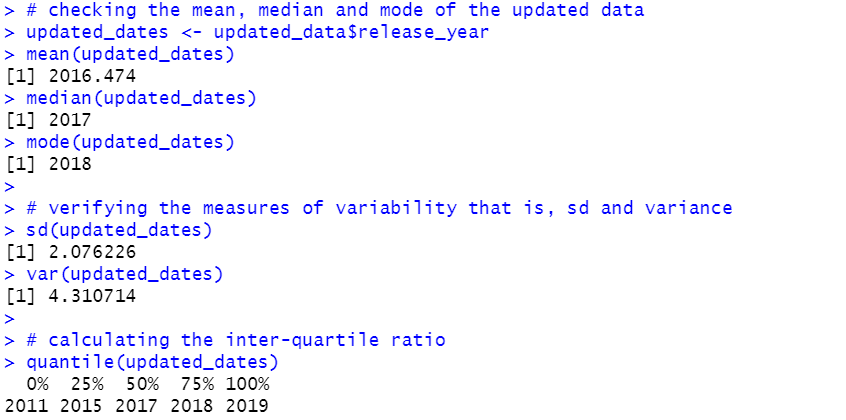 > # checking the mean, median and mode of the updated data
> updated_dates <- updated_data$release_year
> mean(updated_dates)
[1] 2016.474
> median(updated_dates)
[1] 2017
> mode(updated_dates)
[1] 2018
>
> # verifying the measures of variability that is, sd and variance
> sd(updated_dates)
[1] 2.076226
> var(updated_dates)
[1] 4.310714
>
> # calculating the inter-quartile ratio
> quantile(updated_dates)
0% 25% 50% 75% 100%
2011 2015 2017 2018 2019